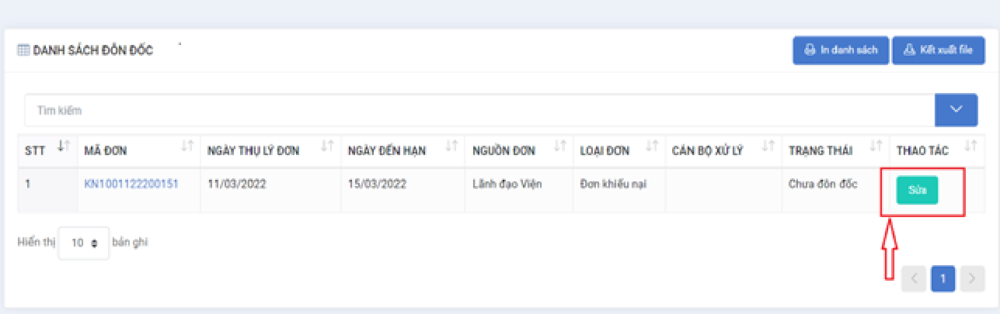 DANH SÁCH ĐÔN ĐỐC
In danh sách
Kết xuất file
Tìm kiếm
STT MÃ ĐƠN NGÀY THỤ LÝ ĐƠN NGÀY ĐẾN HẠN NGUỒN ĐƠN LOẠI ĐƠN CÁN BỘ XỬ LÝ TRẠNG THÁI THAO TÁC
1 KN1001122200151 11/03/2022 15/03/2022 Lãnh đạo Viện Đơn khiếu nại Chưa đôn đốc Sửa
Hiển thị 10 bản ghi
1